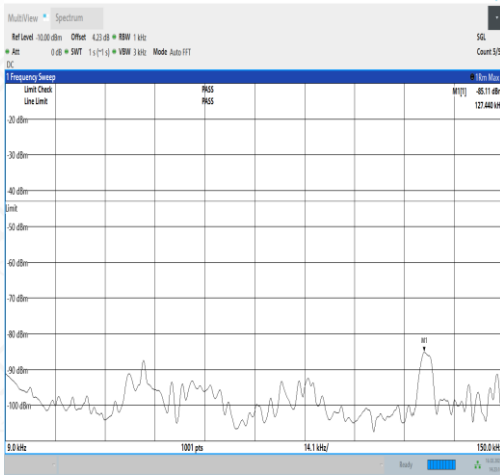 MultiView Spectrum
Ref Level -10.00 dBm Offset 4.23 dB RBW 1 kHz SGL
Att 0 dB SWT 1 s (~1 s) VBW 3 kHz Mode Auto FFT Count 5/5
DC
1 Frequency Sweep 1Rm Max
Limit Check PASS M1[1] -85.11 dBm
Line Limit PASS 127.440 kH
-20 dBm
-30 dBm
-40 dBm
Limit
-50 dBm
-60 dBm
-70 dBm
-80 dBm
M1
-90 dBm
-100 dBm
9.0 kHz 1001 pts 14.1 kHz/ 150.0 kHz
Ready